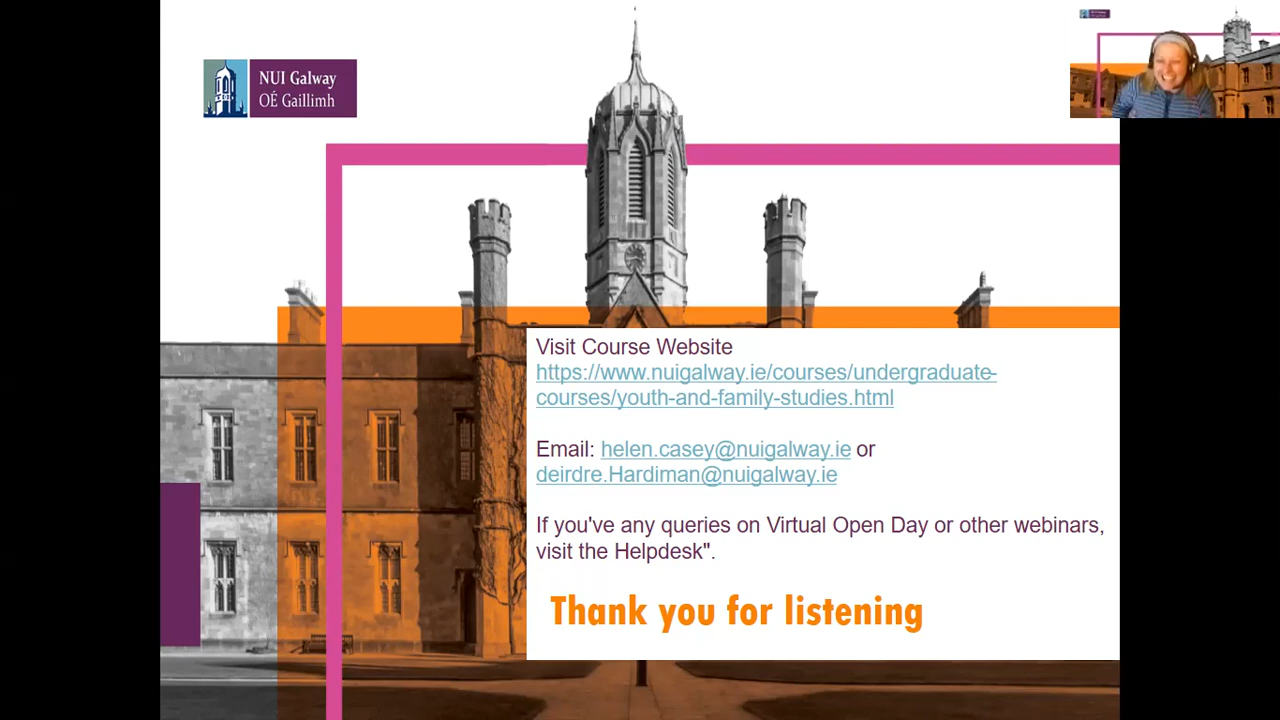 NUI Galway
OÉ Gaillimh
Visit Course Website
https://www.nuigalway.ie/courses/undergraduate-
courses/youth-and-family-studies.html
Email: helen.casey@nuigalway.ie or
deirdre.Hardiman@nuigalway.ie
If you've any queries on Virtual Open Day or other webinars,
visit the Helpdesk".
Thank you for listening